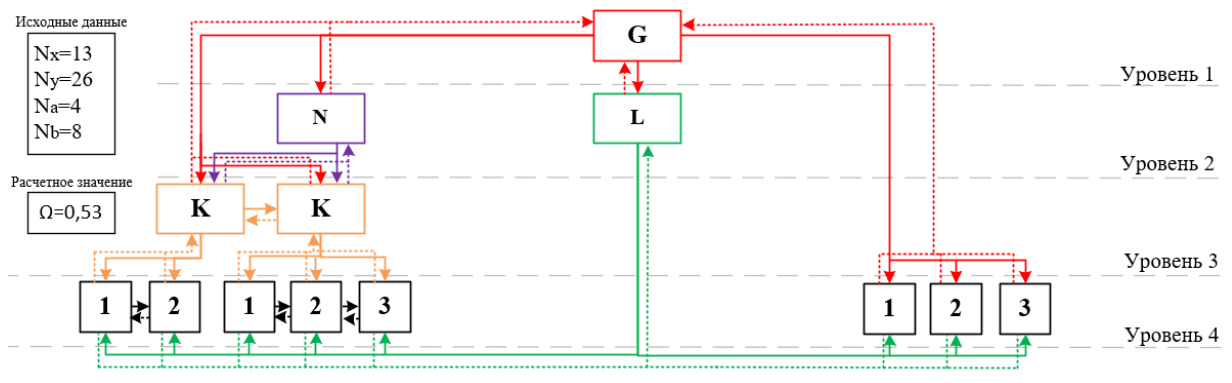 Исходные данные
Nx=13
Ny=26
Na=4
Nb=8
G
Уровень 1
N
L
Уровень 2
Расчетное значение
Ω=0,53
K K
Уровень 3
1 2 1 2 3 1 2 3
Уровень 4